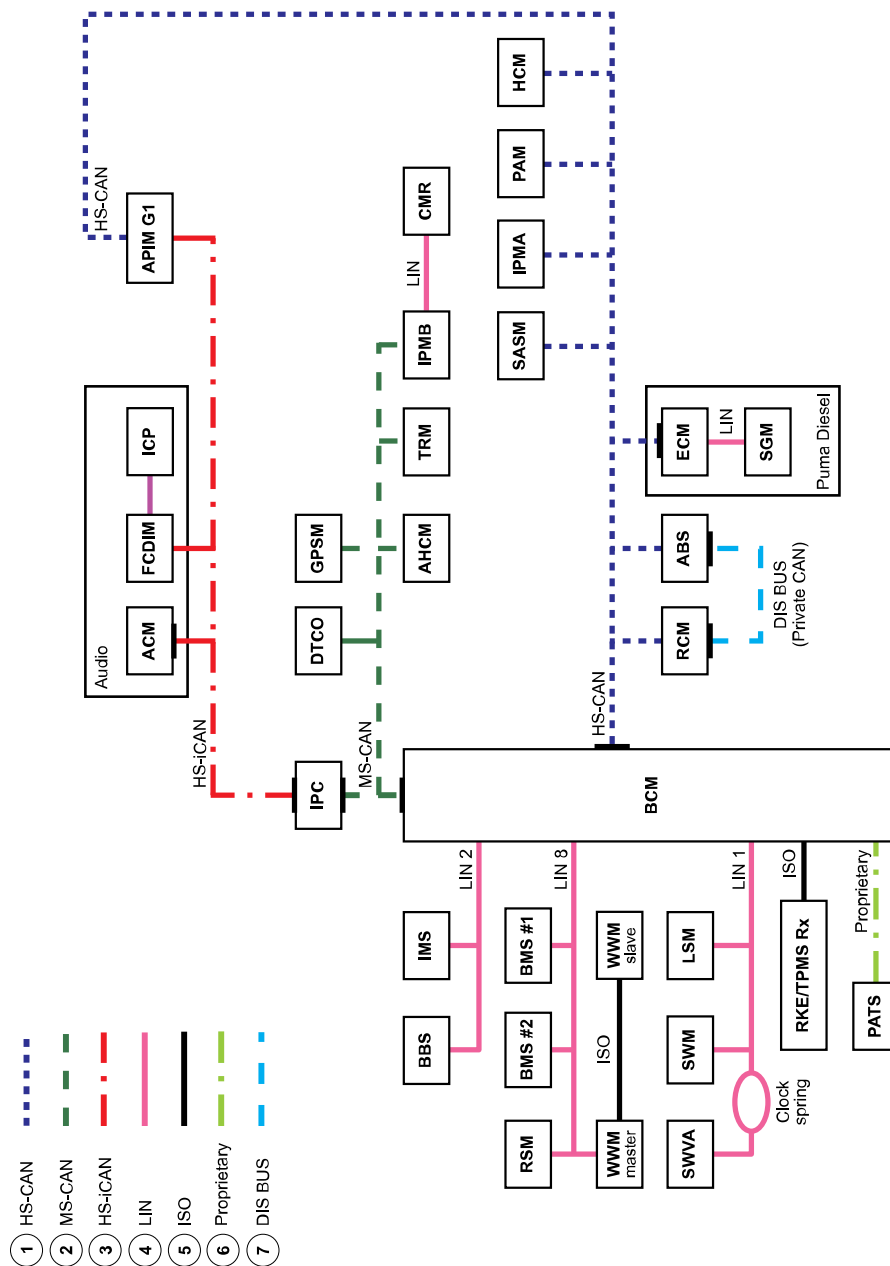 1 HS-CAN
2 MS-CAN
3 HS-iCAN
4 LIN
5 ISO
6 Proprietary
7 DIS BUS
Audio
HS-CAN
ACM
FCDIM
ICP
APIM G1
HS-iCAN
IPC
DTCO
GPSM
MS-CAN
BBS
IMS
AHCM
TRM
IPMB
LIN
CMR
LIN 2
RSM
BMS #2
BMS #1
SASM
IPMA
PAM
HCM
LIN 8
HS-CAN
ISO
WWM
master
WWM
slave
BCM
SWVA
SWM
LSM
RCM
ABS
ECM
LIN
SGM
LIN 1
Clock
spring
DIS BUS
(Private CAN)
Puma Diesel
RKE/TPMS Rx
ISO
PATS
Proprietary